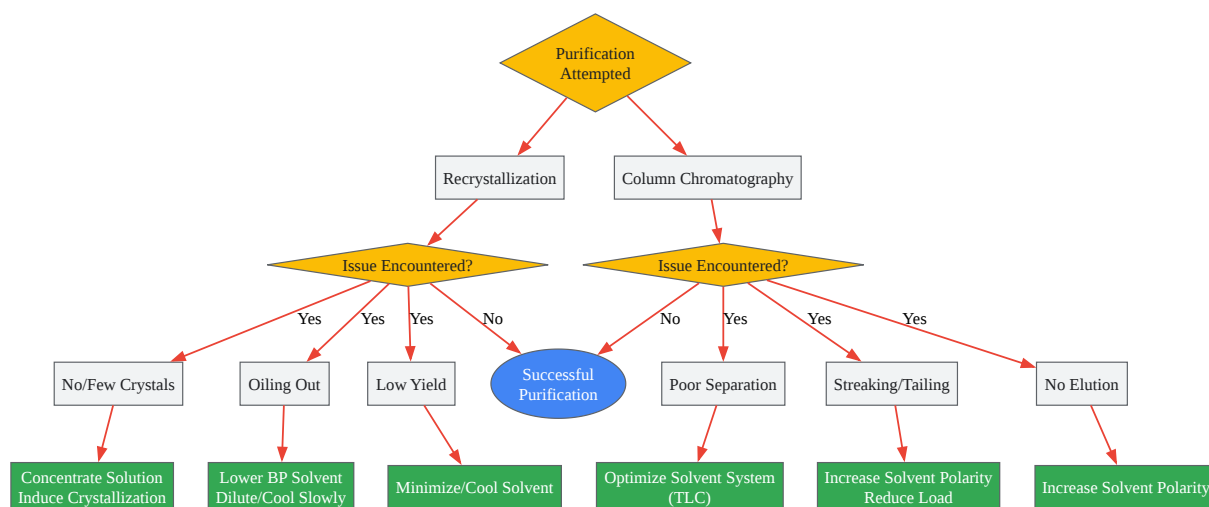 Purification
Attempted
Recrystallization
Column Chromatography
Issue Encountered?
Issue Encountered?
Yes
Yes
Yes
No
No
Yes
Yes
Yes
No/Few Crystals
Oiling Out
Low Yield
Successful
Purification
Poor Separation
Streaking/Tailing
No Elution
Concentrate Solution
Induce Crystallization
Lower BP Solvent
Dilute/Cool Slowly
Minimize/Cool Solvent
Optimize Solvent System
(TLC)
Increase Solvent Polarity
Reduce Load
Increase Solvent Polarity